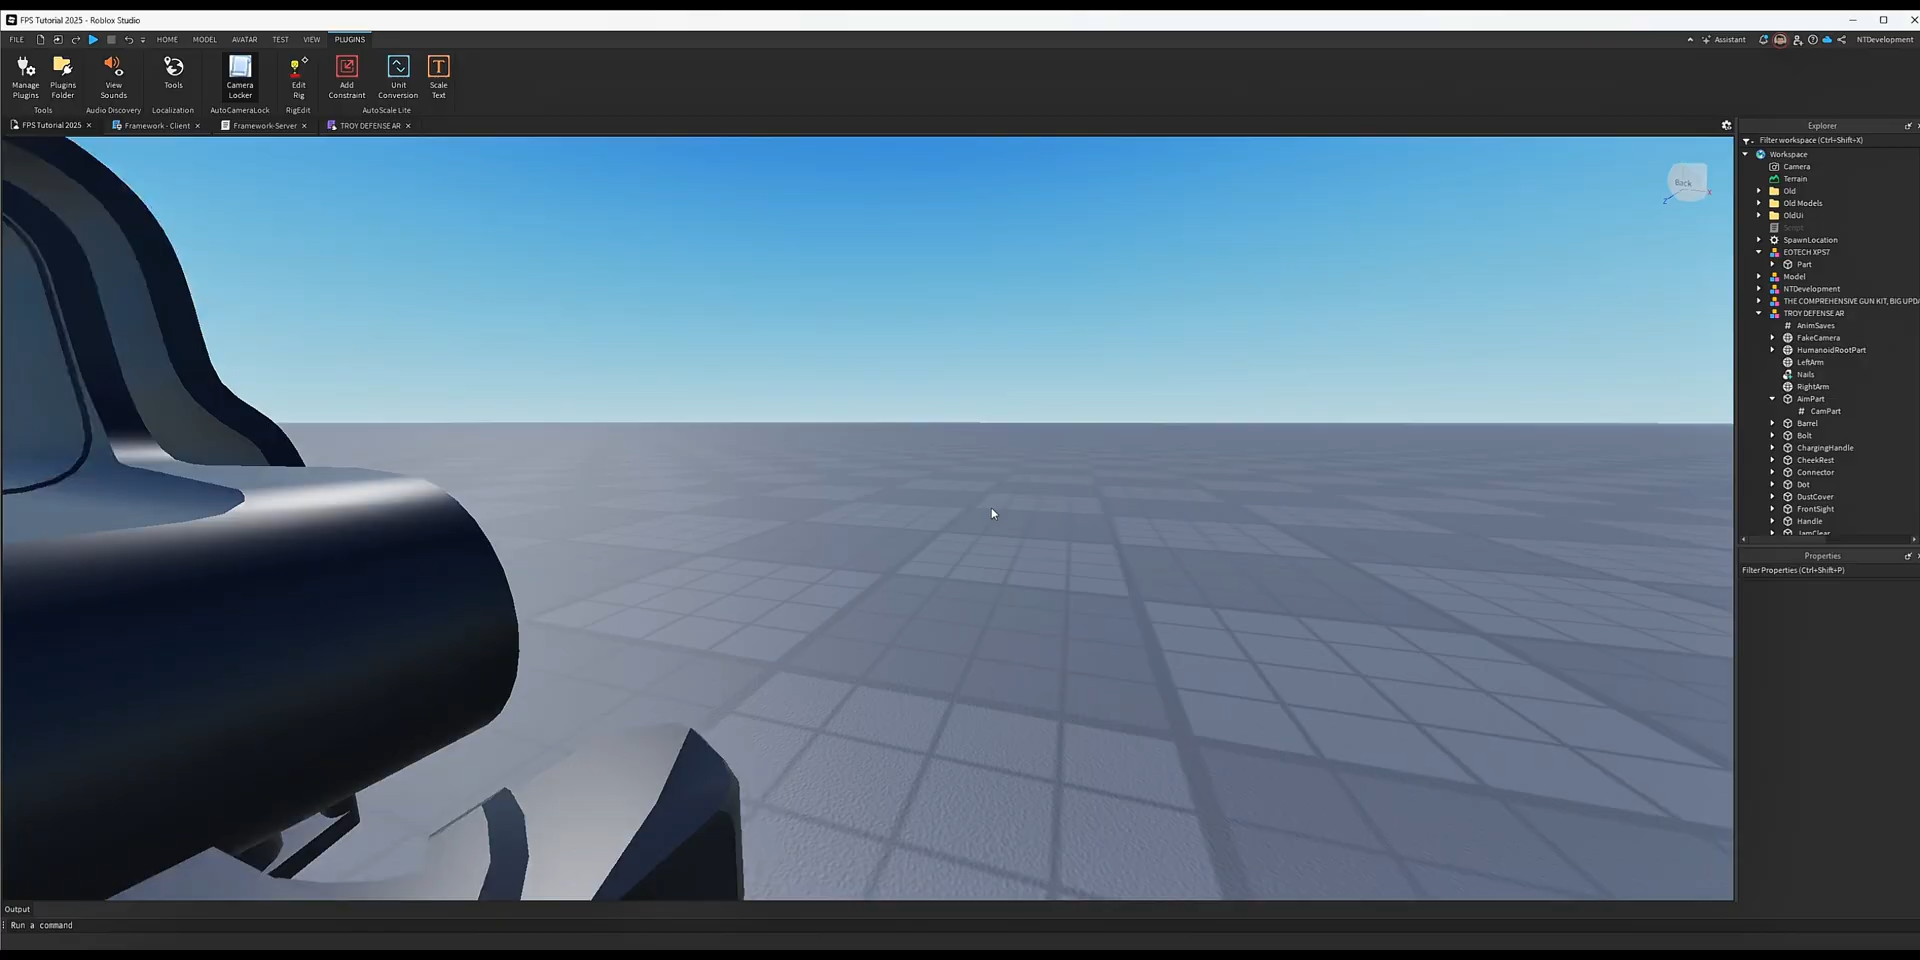 FPS Tutorial 2025 - Roblox Studio
FILE HOME MODEL AVATAR TEST VIEW PLUGINS Assistant NTDevelopment
Manage Plugins
Plugins Folder
View Sounds
Tools
Camera Locker
Edit Rig
Add Constraint
Unit Conversion
Scale Text
Tools Audio Discovery Localization AutoCameraLock RigEdit AutoScale Lite
FPS Tutorial 2025 Framework - Client Framework-Server TROY DEFENSE AR
Back
X
Z
Explorer
Filter workspace (Ctrl+Shift+X)
Workspace
Camera
Terrain
Old
Old Models
OldUi
Script
SpawnLocation
EOTECH XPS7
Part
Model
NTDevelopment
THE COMPREHENSIVE GUN KIT, BIG UPDA
TROY DEFENSE AR
# AnimSaves
FakeCamera
HumanoidRootPart
LeftArm
Nails
RightArm
AimPart
# CamPart
Barrel
Bolt
ChargingHandle
CheekRest
Connector
Dot
DustCover
FrontSight
Handle
JamClear
Properties
Filter Properties (Ctrl+Shift+P)
Output
Run a command